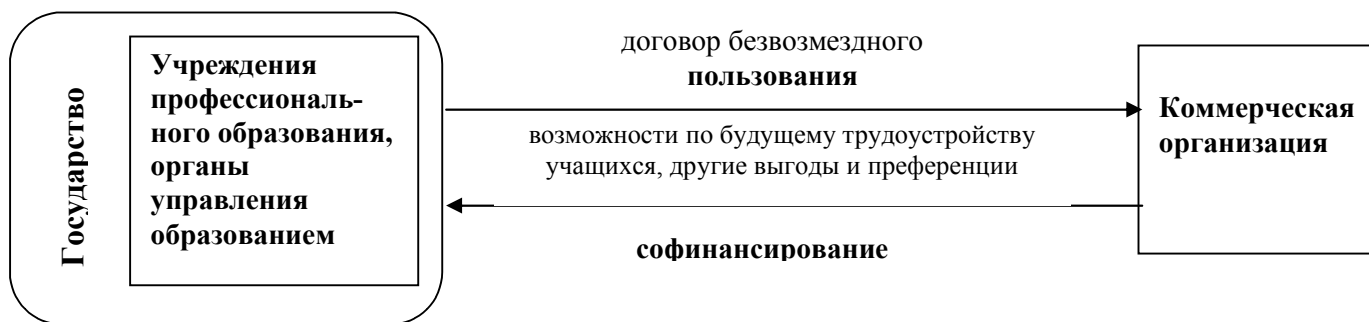 Государство
Учреждения
профессиональ-
ного образования,
органы
управления
образованием
договор безвозмездного
пользования
возможности по будущему трудоустройству
учащихся, другие выгоды и преференции
софинансирование
Коммерческая
организация